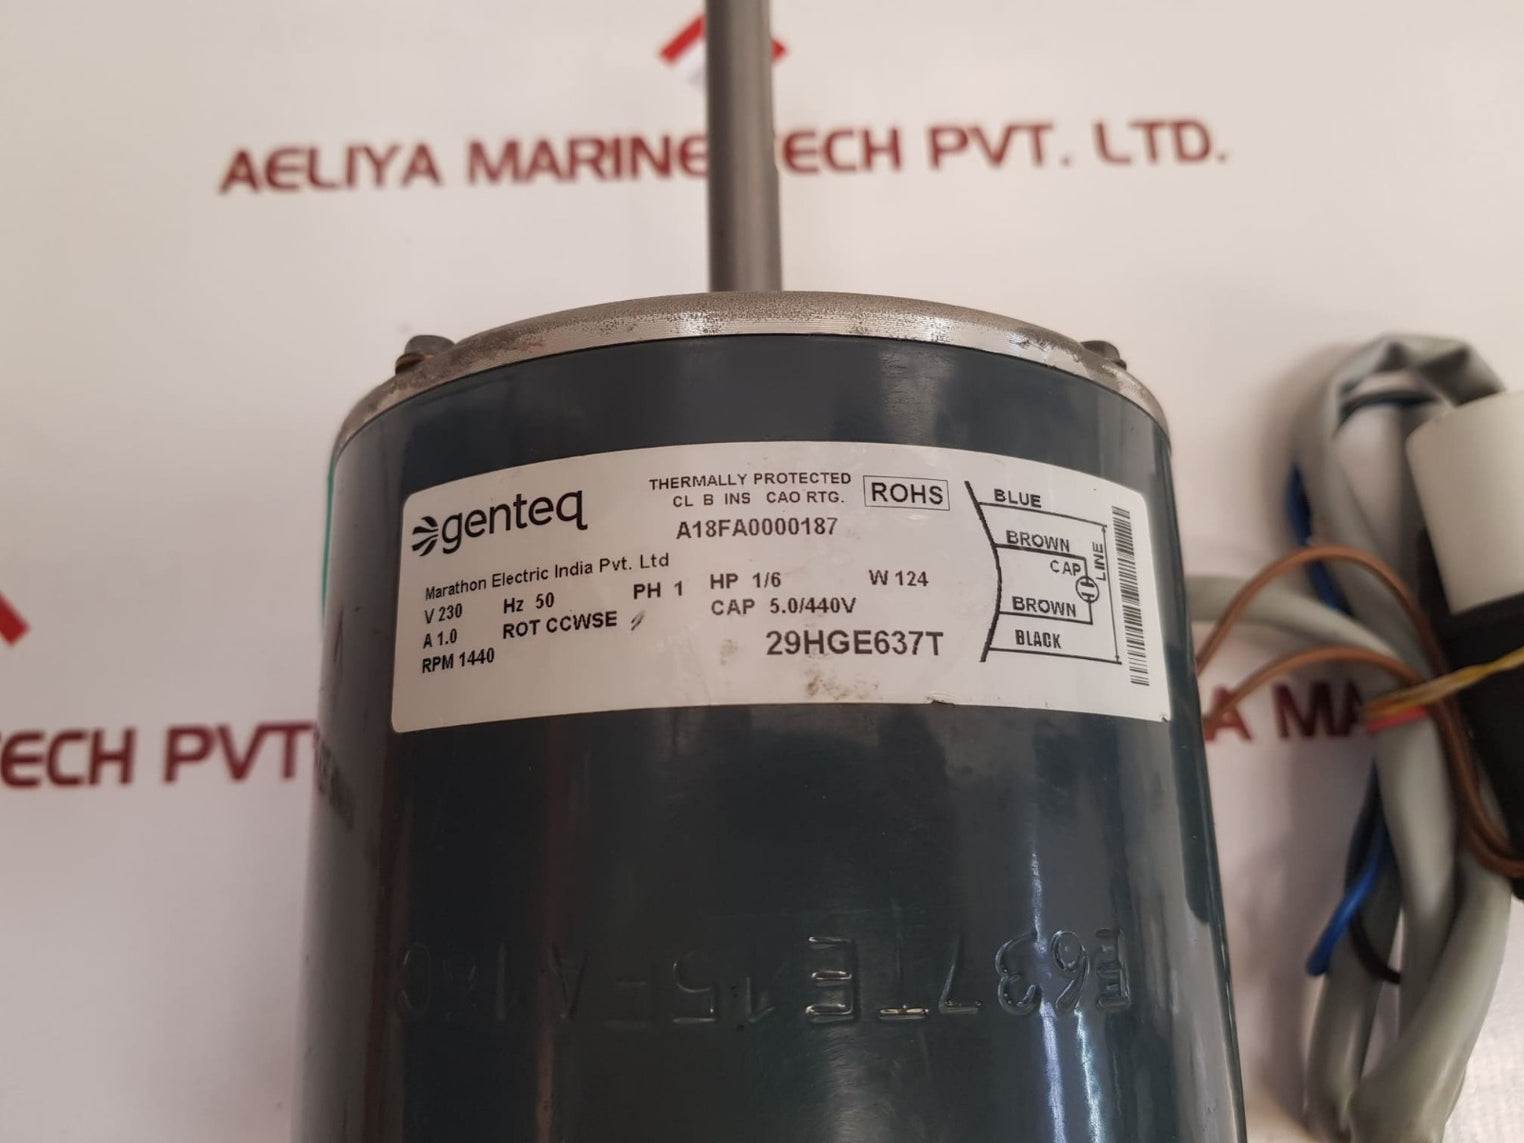 AELIYA MARINE TECH PVT. LTD.
genteq
THERMALLY PROTECTED
CL B INS CAO RTG.
ROHS
A18FA0000187
Marathon Electric India Pvt. Ltd
V 230 Hz 50 PH 1 HP 1/6 W 124
A 1.0 ROT CCWSE CAP 5.0/440V
RPM 1440 29HGE637T
BLUE
BROWN
CAP
LINE
BROWN
BLACK
TECH PVT
A MA